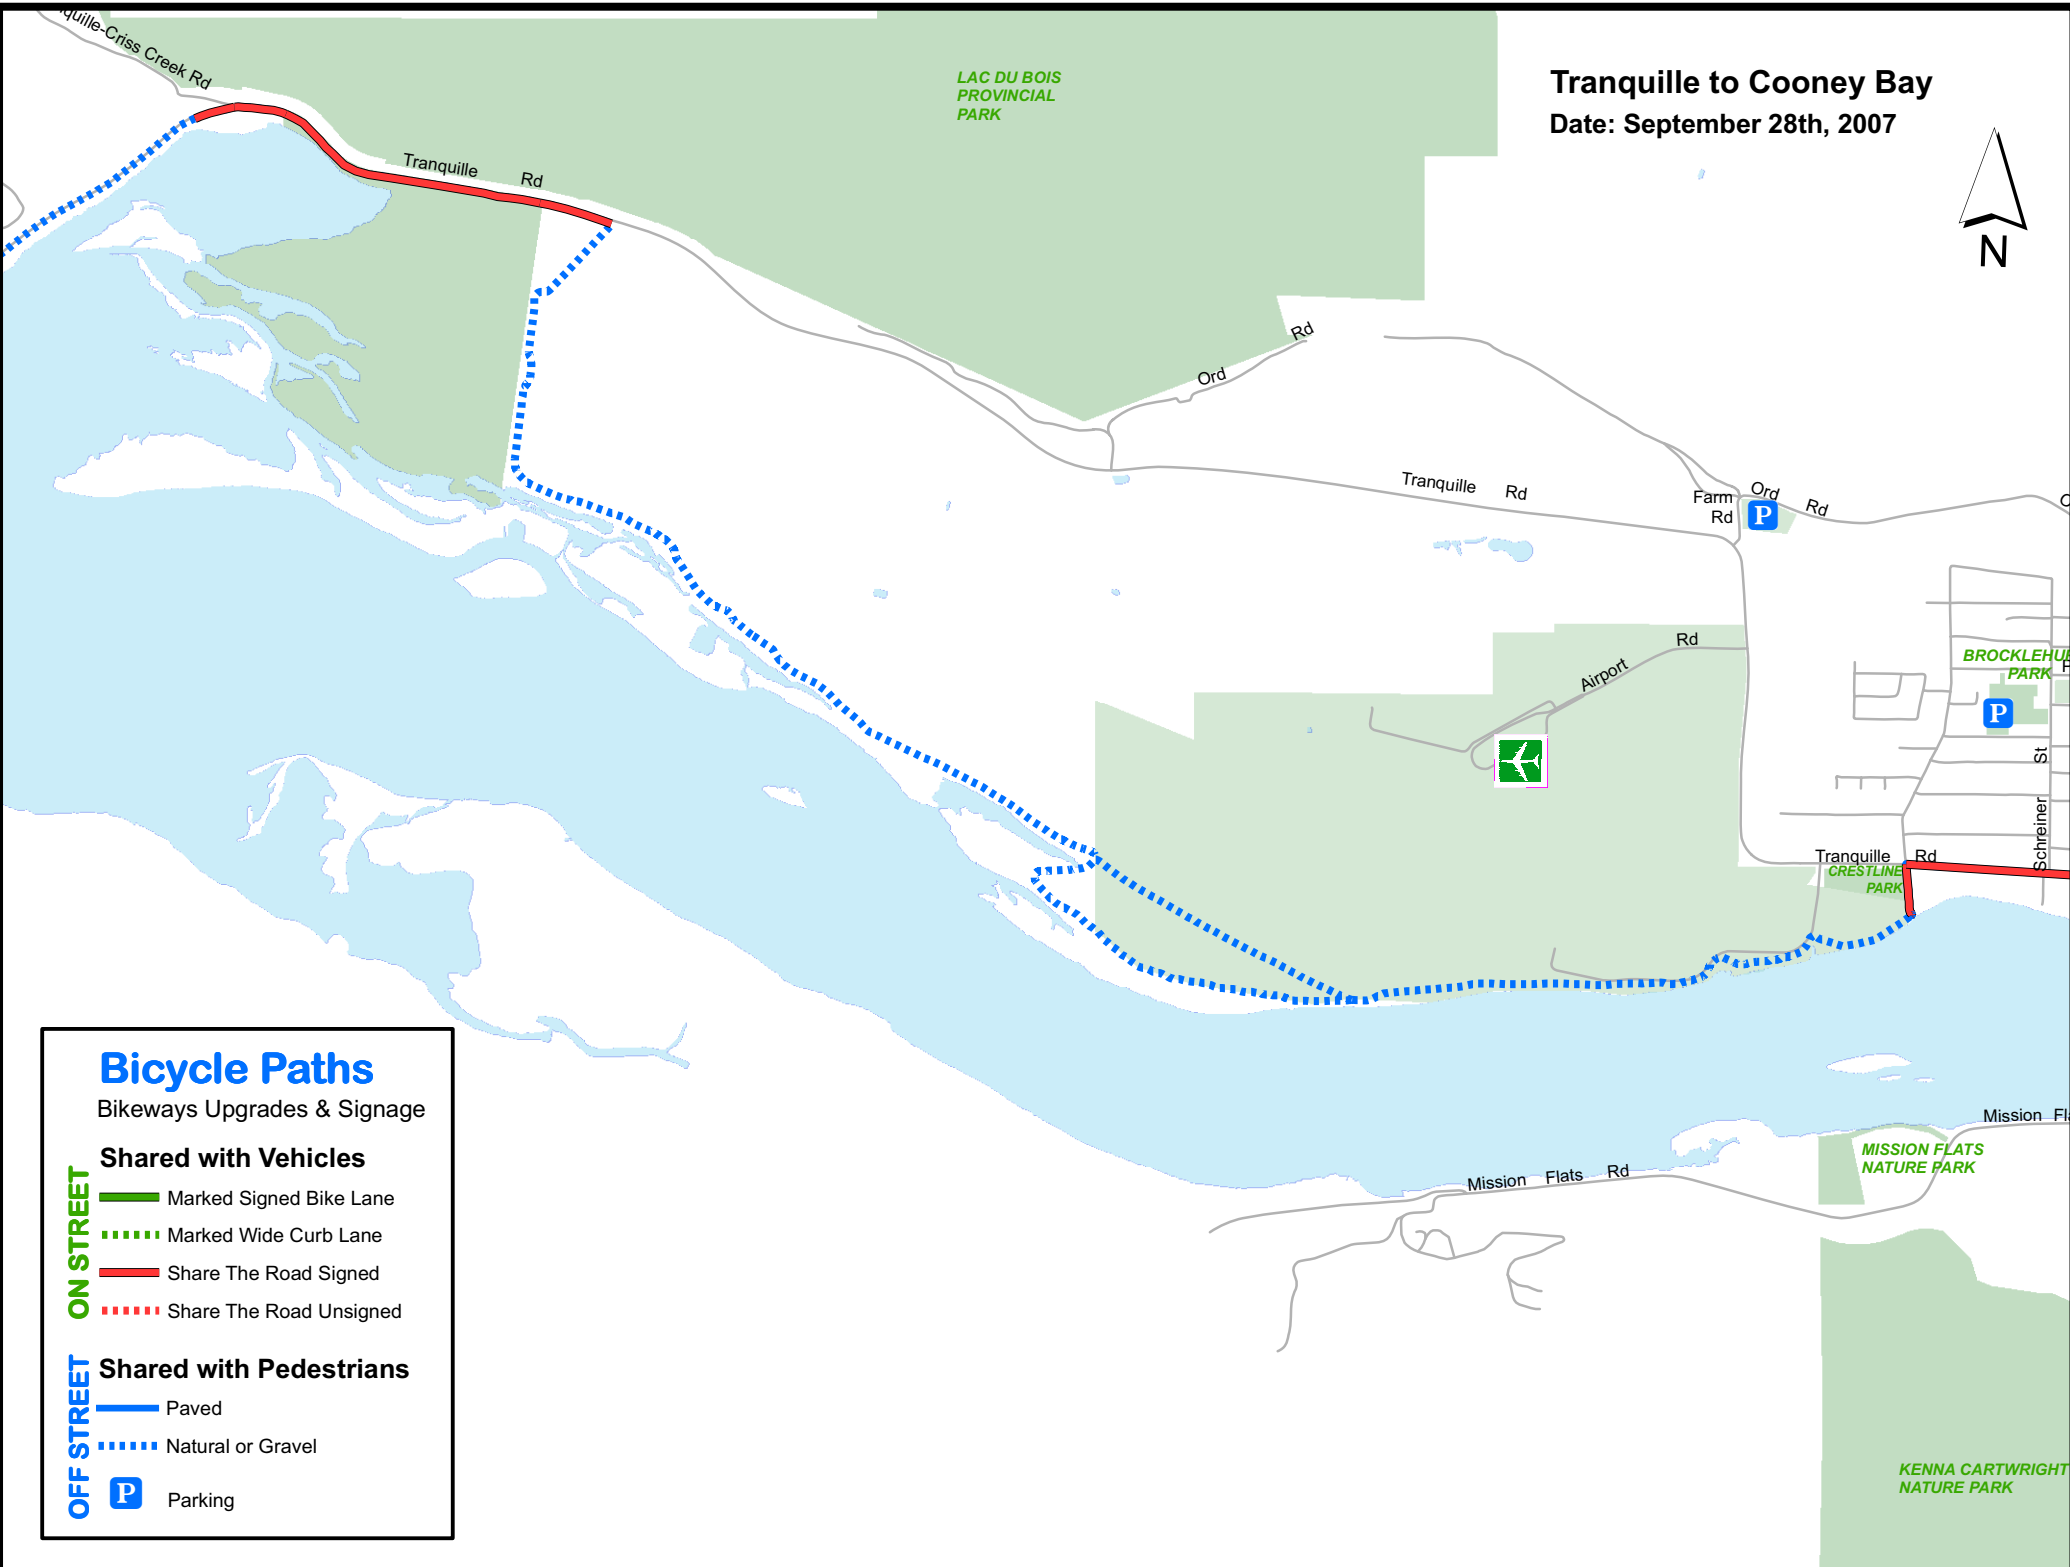 Tranquille to Cooney Bay
Date: September 28th, 2007
N
quille-Criss Creek Rd
LAC DU BOIS
PROVINCIAL
PARK
Tranquille Rd
Ord Rd
Tranquille Rd
Farm
Rd
P
Ord Rd
Airport Rd
BROCKLEHU
PARK
P
St
Schreiner
Tranquille Rd
CRESTLINE
PARK
Mission Fl
MISSION FLATS
NATURE PARK
Mission Flats Rd
KENNA CARTWRIGHT
NATURE PARK
Bicycle Paths
Bikeways Upgrades & Signage
ON STREET
Shared with Vehicles
Marked Signed Bike Lane
Marked Wide Curb Lane
Share The Road Signed
Share The Road Unsigned
OFF STREET
Shared with Pedestrians
Paved
Natural or Gravel
P Parking